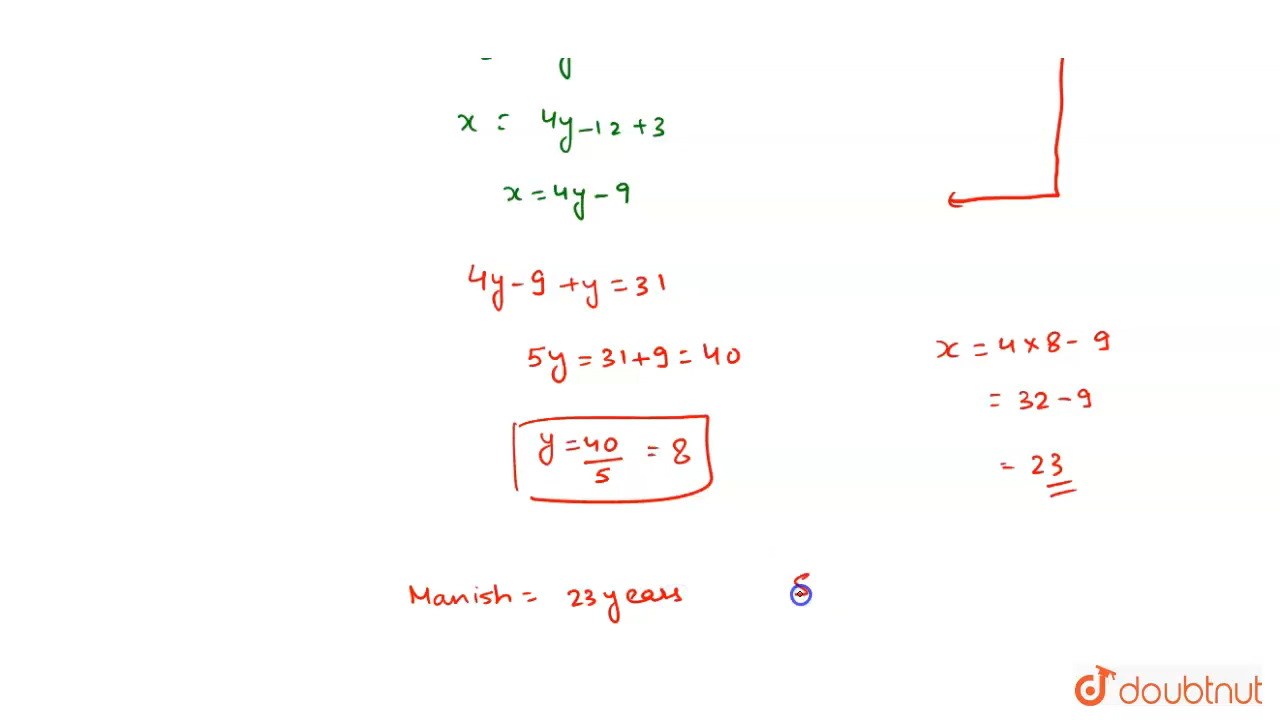 x = 4y - 12 + 3
x = 4y - 9
4y - 9 + y = 31
5y = 31 + 9 = 40
y = 40/5 = 8
x = 4 × 8 - 9
= 32 - 9
= 23
Manish = 23 years S
doubtnut